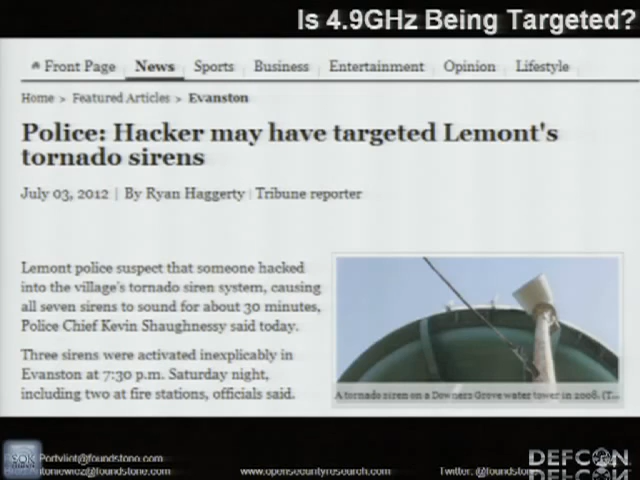 Is 4.9GHz Being Targeted?
Front Page News Sports Business Entertainment Opinion Lifestyle
Home > Featured Articles > Evanston
Police: Hacker may have targeted Lemont's
tornado sirens
July 03, 2012 | By Ryan Haggerty | Tribune reporter
Lemont police suspect that someone hacked
into the village's tornado siren system, causing
all seven sirens to sound for about 30 minutes,
Police Chief Kevin Shaughnessy said today.
Three sirens were activated inexplicably in
Evanston at 7:30 p.m. Saturday night,
including two at fire stations, officials said.
A tornado siren on a Downers Grove water tower in 2008. (T...
www.opensecurityresearch.com
Twitter: @foundstone
DEFCON